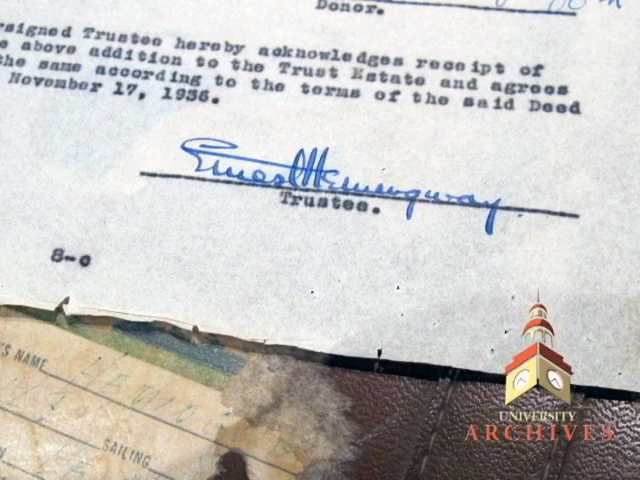 Donor.
rsigned Trustee hereby acknowledges receipt of
e above addition to the Trust Estate and agrees
the same according to the terms of the said Deed
November 17, 1936.
Ernest Hemingway
Trustee.
8-c
'S NAME
SAILING
UNIVERSITY
ARCHIVES